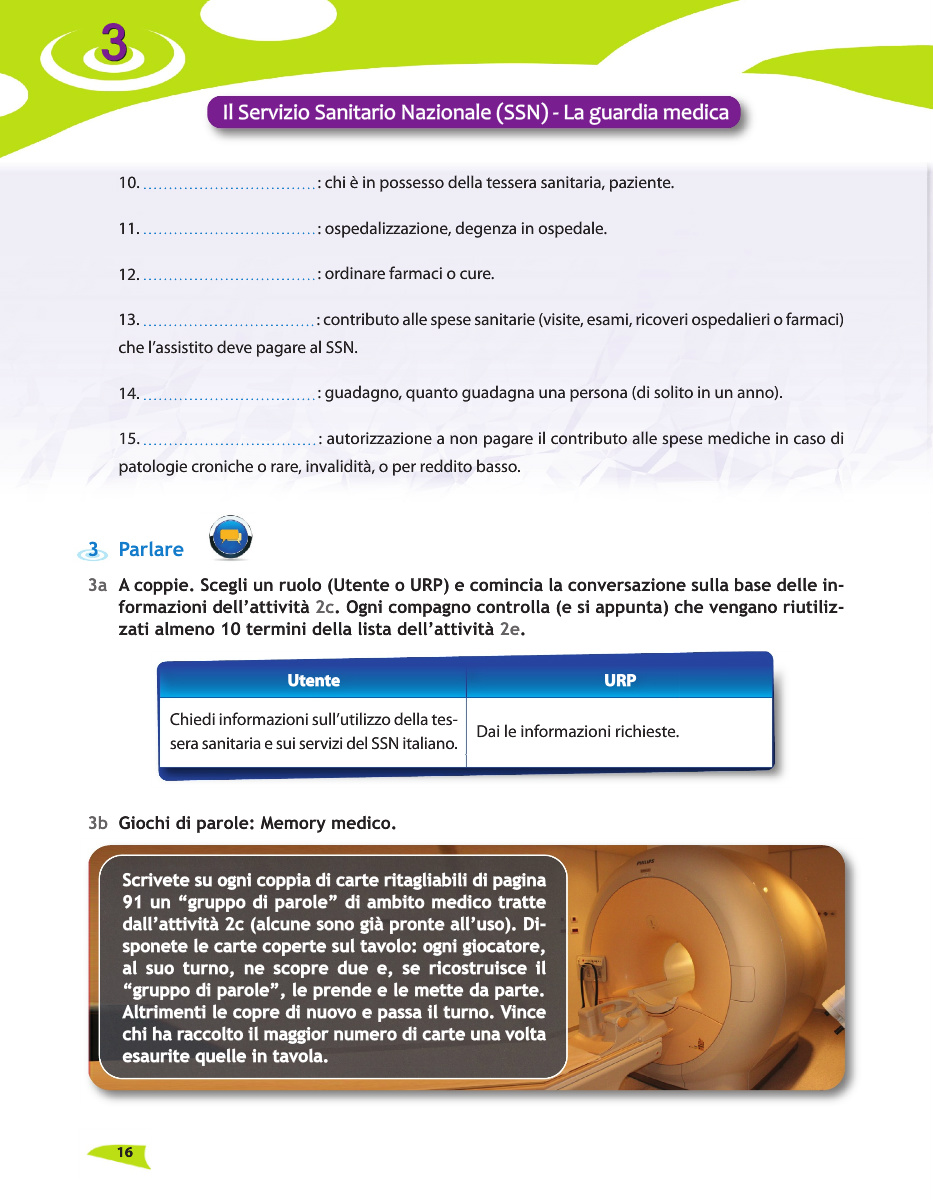 3
Il Servizio Sanitario Nazionale (SSN) - La guardia medica
10. ................................: chi è in possesso della tessera sanitaria, paziente.
11. ................................: ospedalizzazione, degenza in ospedale.
12. ................................: ordinare farmaci o cure.
13. ................................: contributo alle spese sanitarie (visite, esami, ricoveri ospedalieri o farmaci)
che l'assistito deve pagare al SSN.
14. ................................: guadagno, quanto guadagna una persona (di solito in un anno).
15. ................................: autorizzazione a non pagare il contributo alle spese mediche in caso di
patologie croniche o rare, invalidità, o per reddito basso.
3 Parlare
3a A coppie. Scegli un ruolo (Utente o URP) e comincia la conversazione sulla base delle in-
formazioni dell'attività 2c. Ogni compagno controlla (e si appunta) che vengano riutiliz-
zati almeno 10 termini della lista dell'attività 2e.
Utente
URP
Chiedi informazioni sull'utilizzo della tes-
sera sanitaria e sui servizi del SSN italiano.
Dai le informazioni richieste.
3b Giochi di parole: Memory medico.
Scrivete su ogni coppia di carte ritagliabili di pagina
91 un “gruppo di parole” di ambito medico tratte
dall'attività 2c (alcune sono già pronte all'uso). Di-
sponete le carte coperte sul tavolo: ogni giocatore,
al suo turno, ne scopre due e, se ricostruisce il
“gruppo di parole”, le prende e le mette da parte.
Altrimenti le copre di nuovo e passa il turno. Vince
chi ha raccolto il maggior numero di carte una volta
esaurite quelle in tavola.
PHILIPS
16